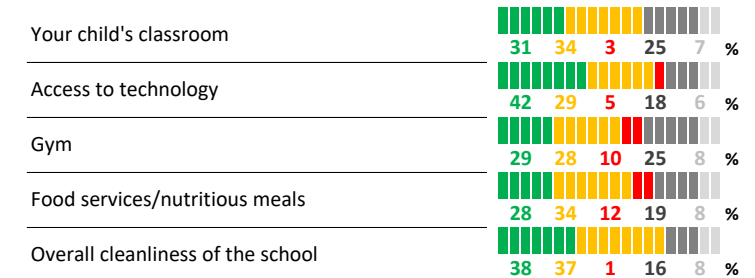 Your child's classroom
31 34 3 25 7 %
Access to technology
42 29 5 18 6 %
Gym
29 28 10 25 8 %
Food services/nutritious meals
28 34 12 19 8 %
Overall cleanliness of the school
38 37 1 16 8 %